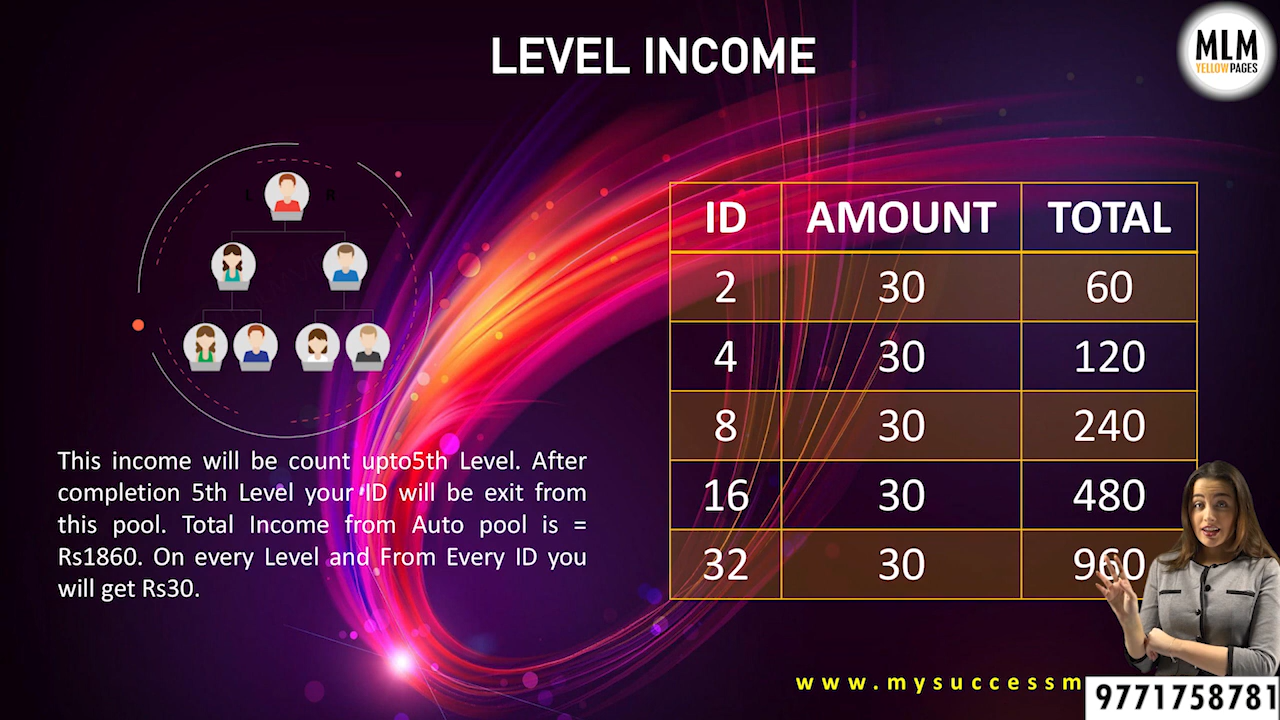 LEVEL INCOME
MLM
YELLOWPAGES
L R
This income will be count upto5th Level. After
completion 5th Level your ID will be exit from
this pool. Total Income from Auto pool is =
Rs1860. On every Level and From Every ID you
will get Rs30.
ID AMOUNT TOTAL
2 30 60
4 30 120
8 30 240
16 30 480
32 30 960
www.mysuccessm
9771758781